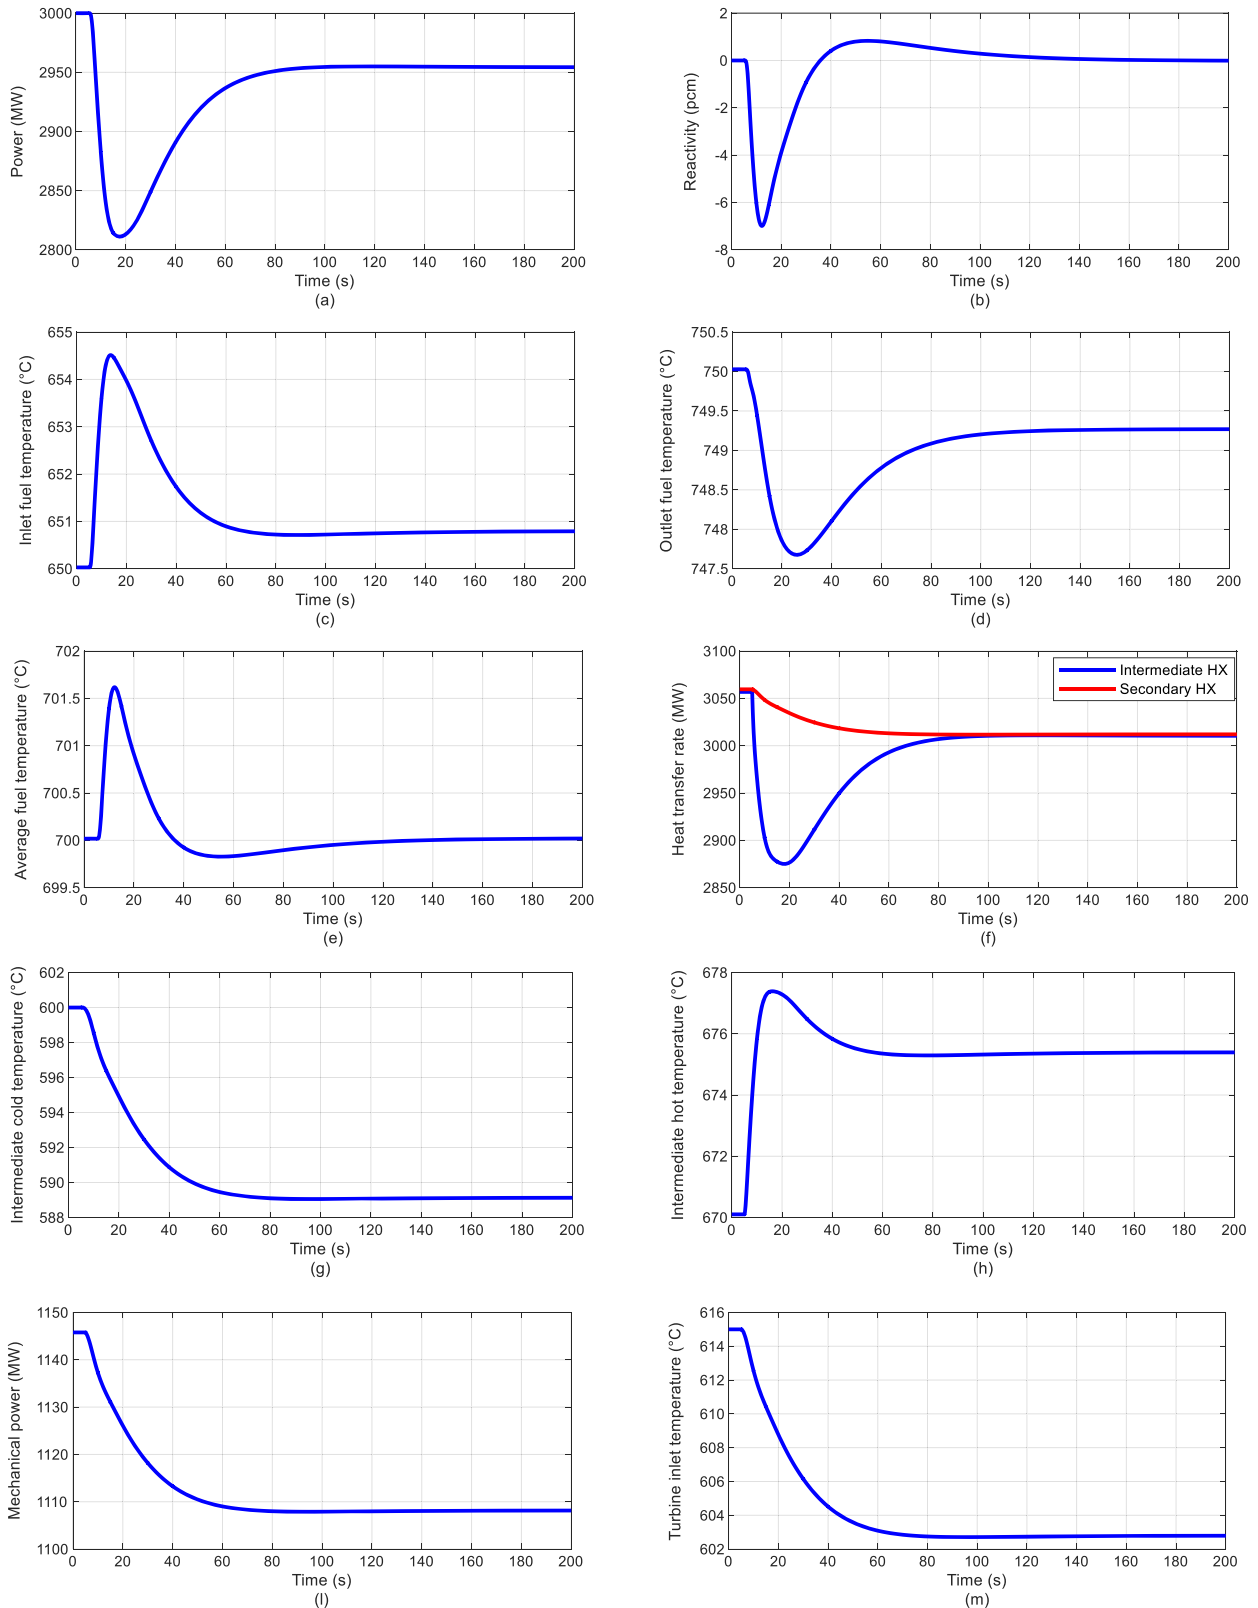 3000
2950
2900
2850
2800
Power (MW)
0 20 40 60 80 100 120 140 160 180 200
Time (s)
(a)
2
0
-2
-4
-6
-8
Reactivity (pcm)
0 20 40 60 80 100 120 140 160 180 200
Time (s)
(b)
655
654
653
652
651
650
Inlet fuel temperature (°C)
0 20 40 60 80 100 120 140 160 180 200
Time (s)
(c)
750.5
750
749.5
749
748.5
748
747.5
Outlet fuel temperature (°C)
0 20 40 60 80 100 120 140 160 180 200
Time (s)
(d)
702
701.5
701
700.5
700
699.5
Average fuel temperature (°C)
0 20 40 60 80 100 120 140 160 180 200
Time (s)
(e)
3100
3050
3000
2950
2900
2850
Heat transfer rate (MW)
Intermediate HX
Secondary HX
0 20 40 60 80 100 120 140 160 180 200
Time (s)
(f)
602
600
598
596
594
592
590
588
Intermediate cold temperature (°C)
0 20 40 60 80 100 120 140 160 180 200
Time (s)
(g)
678
676
674
672
670
Intermediate hot temperature (°C)
0 20 40 60 80 100 120 140 160 180 200
Time (s)
(h)
1150
1140
1130
1120
1110
1100
Mechanical power (MW)
0 20 40 60 80 100 120 140 160 180 200
Time (s)
(l)
616
614
612
610
608
606
604
602
Turbine inlet temperature (°C)
0 20 40 60 80 100 120 140 160 180 200
Time (s)
(m)